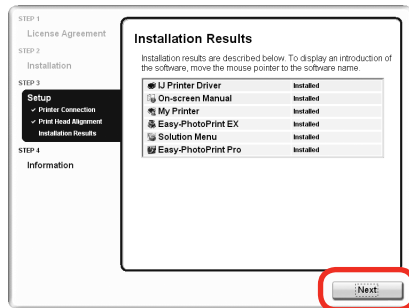 STEP 1
License Agreement
STEP 2
Installation
STEP 3
Setup
Printer Connection
Print Head Alignment
Installation Results
STEP 4
Information
Installation Results
Installation results are described below. To display an introduction of
the software, move the mouse pointer to the software name.
IJ Printer Driver Installed
On-screen Manual Installed
My Printer Installed
Easy-PhotoPrint EX Installed
Solution Menu Installed
Easy-PhotoPrint Pro Installed
Next